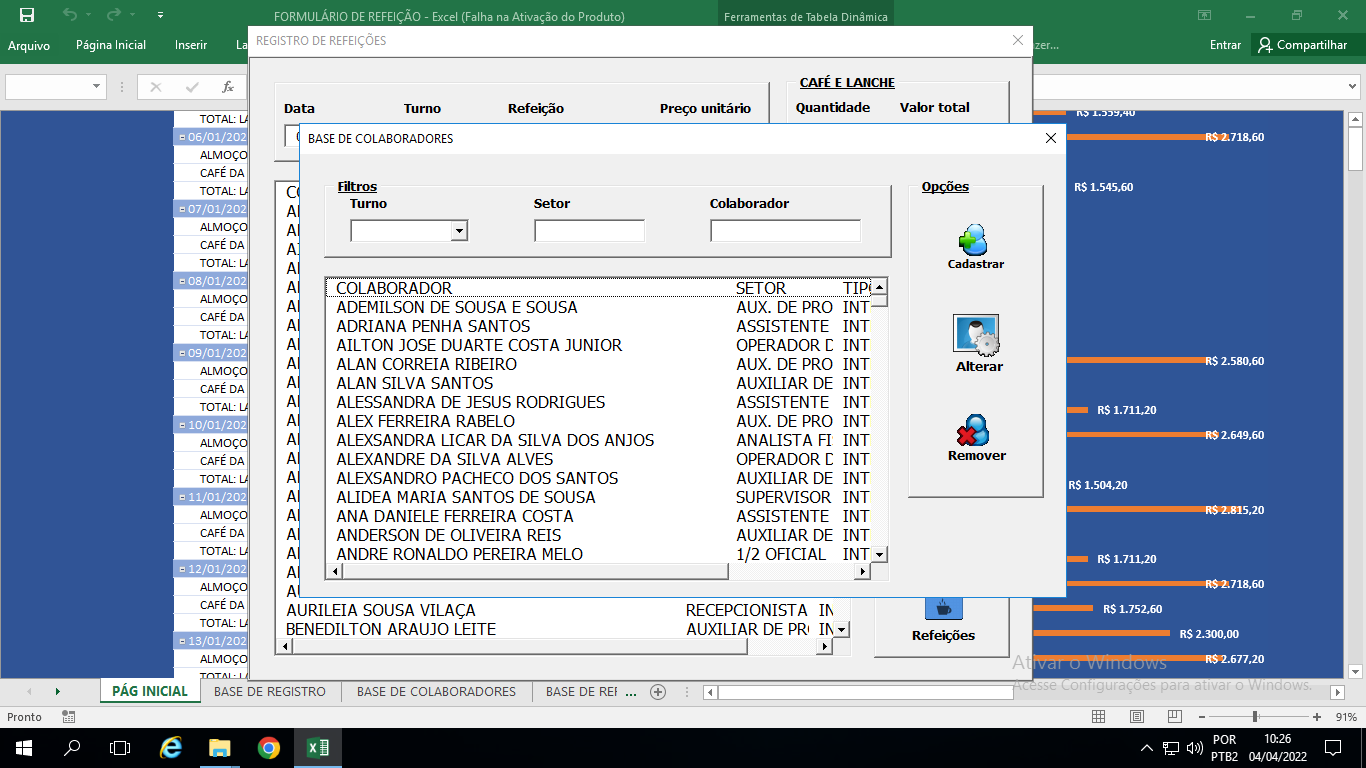 FORMULÁRIO DE REFEIÇÃO - Excel (Falha na Ativação do Produto)
Ferramentas de Tabela Dinâmica
Arquivo
Página Inicial
Inserir
La
azer...
Entrar
Compartilhar
REGISTRO DE REFEIÇÕES
fx
Data
Turno
Refeição
Preço unitário
CAFÉ E LANCHE
Quantidade
Valor total
BASE DE COLABORADORES
Filtros
Turno
Setor
Colaborador
Opções
Cadastrar
Alterar
Remover
COLABORADOR SETOR TIPO
ADEMILSON DE SOUSA E SOUSA AUX. DE PRO INT
ADRIANA PENHA SANTOS ASSISTENTE INT
AILTON JOSE DUARTE COSTA JUNIOR OPERADOR D INT
ALAN CORREIA RIBEIRO AUX. DE PRO INT
ALAN SILVA SANTOS AUXILIAR DE INT
ALESSANDRA DE JESUS RODRIGUES ASSISTENTE INT
ALEX FERREIRA RABELO AUX. DE PRO INT
ALEXSANDRA LICAR DA SILVA DOS ANJOS ANALISTA FI INT
ALEXANDRE DA SILVA ALVES OPERADOR D INT
ALEXSANDRO PACHECO DOS SANTOS AUXILIAR DE INT
ALIDEA MARIA SANTOS DE SOUSA SUPERVISOR INT
ANA DANIELE FERREIRA COSTA ASSISTENTE INT
ANDERSON DE OLIVEIRA REIS AUXILIAR DE INT
ANDRE RONALDO PEREIRA MELO 1/2 OFICIAL INT
AURILEIA SOUSA VILAÇA RECEPCIONISTA IN
BENEDILTON ARAUJO LEITE AUXILIAR DE PR IN
Refeições
TOTAL: LA
06/01/202
ALMOÇO
CAFÉ DA
TOTAL: LA
07/01/202
ALMOÇO
CAFÉ DA
TOTAL: LA
08/01/202
ALMOÇO
CAFÉ DA
TOTAL: LA
09/01/202
ALMOÇO
CAFÉ DA
TOTAL: LA
10/01/202
ALMOÇO
CAFÉ DA
TOTAL: LA
11/01/202
ALMOÇO
CAFÉ DA
TOTAL: LA
12/01/202
ALMOÇO
CAFÉ DA
TOTAL: LA
13/01/202
ALMOÇO
CAFÉ DA
R$ 1.559,40
R$ 2.718,60
R$ 1.545,60
R$ 2.580,60
R$ 1.711,20
R$ 2.649,60
R$ 1.504,20
R$ 2.815,20
R$ 1.711,20
R$ 2.718,60
R$ 1.752,60
R$ 2.300,00
R$ 2.677,20
Ativar o Windows
Acesse Configurações para ativar o Windows.
PÁG INICIAL
BASE DE REGISTRO
BASE DE COLABORADORES
BASE DE REF ...
Pronto
91%
POR
PTB2
10:26
04/04/2022